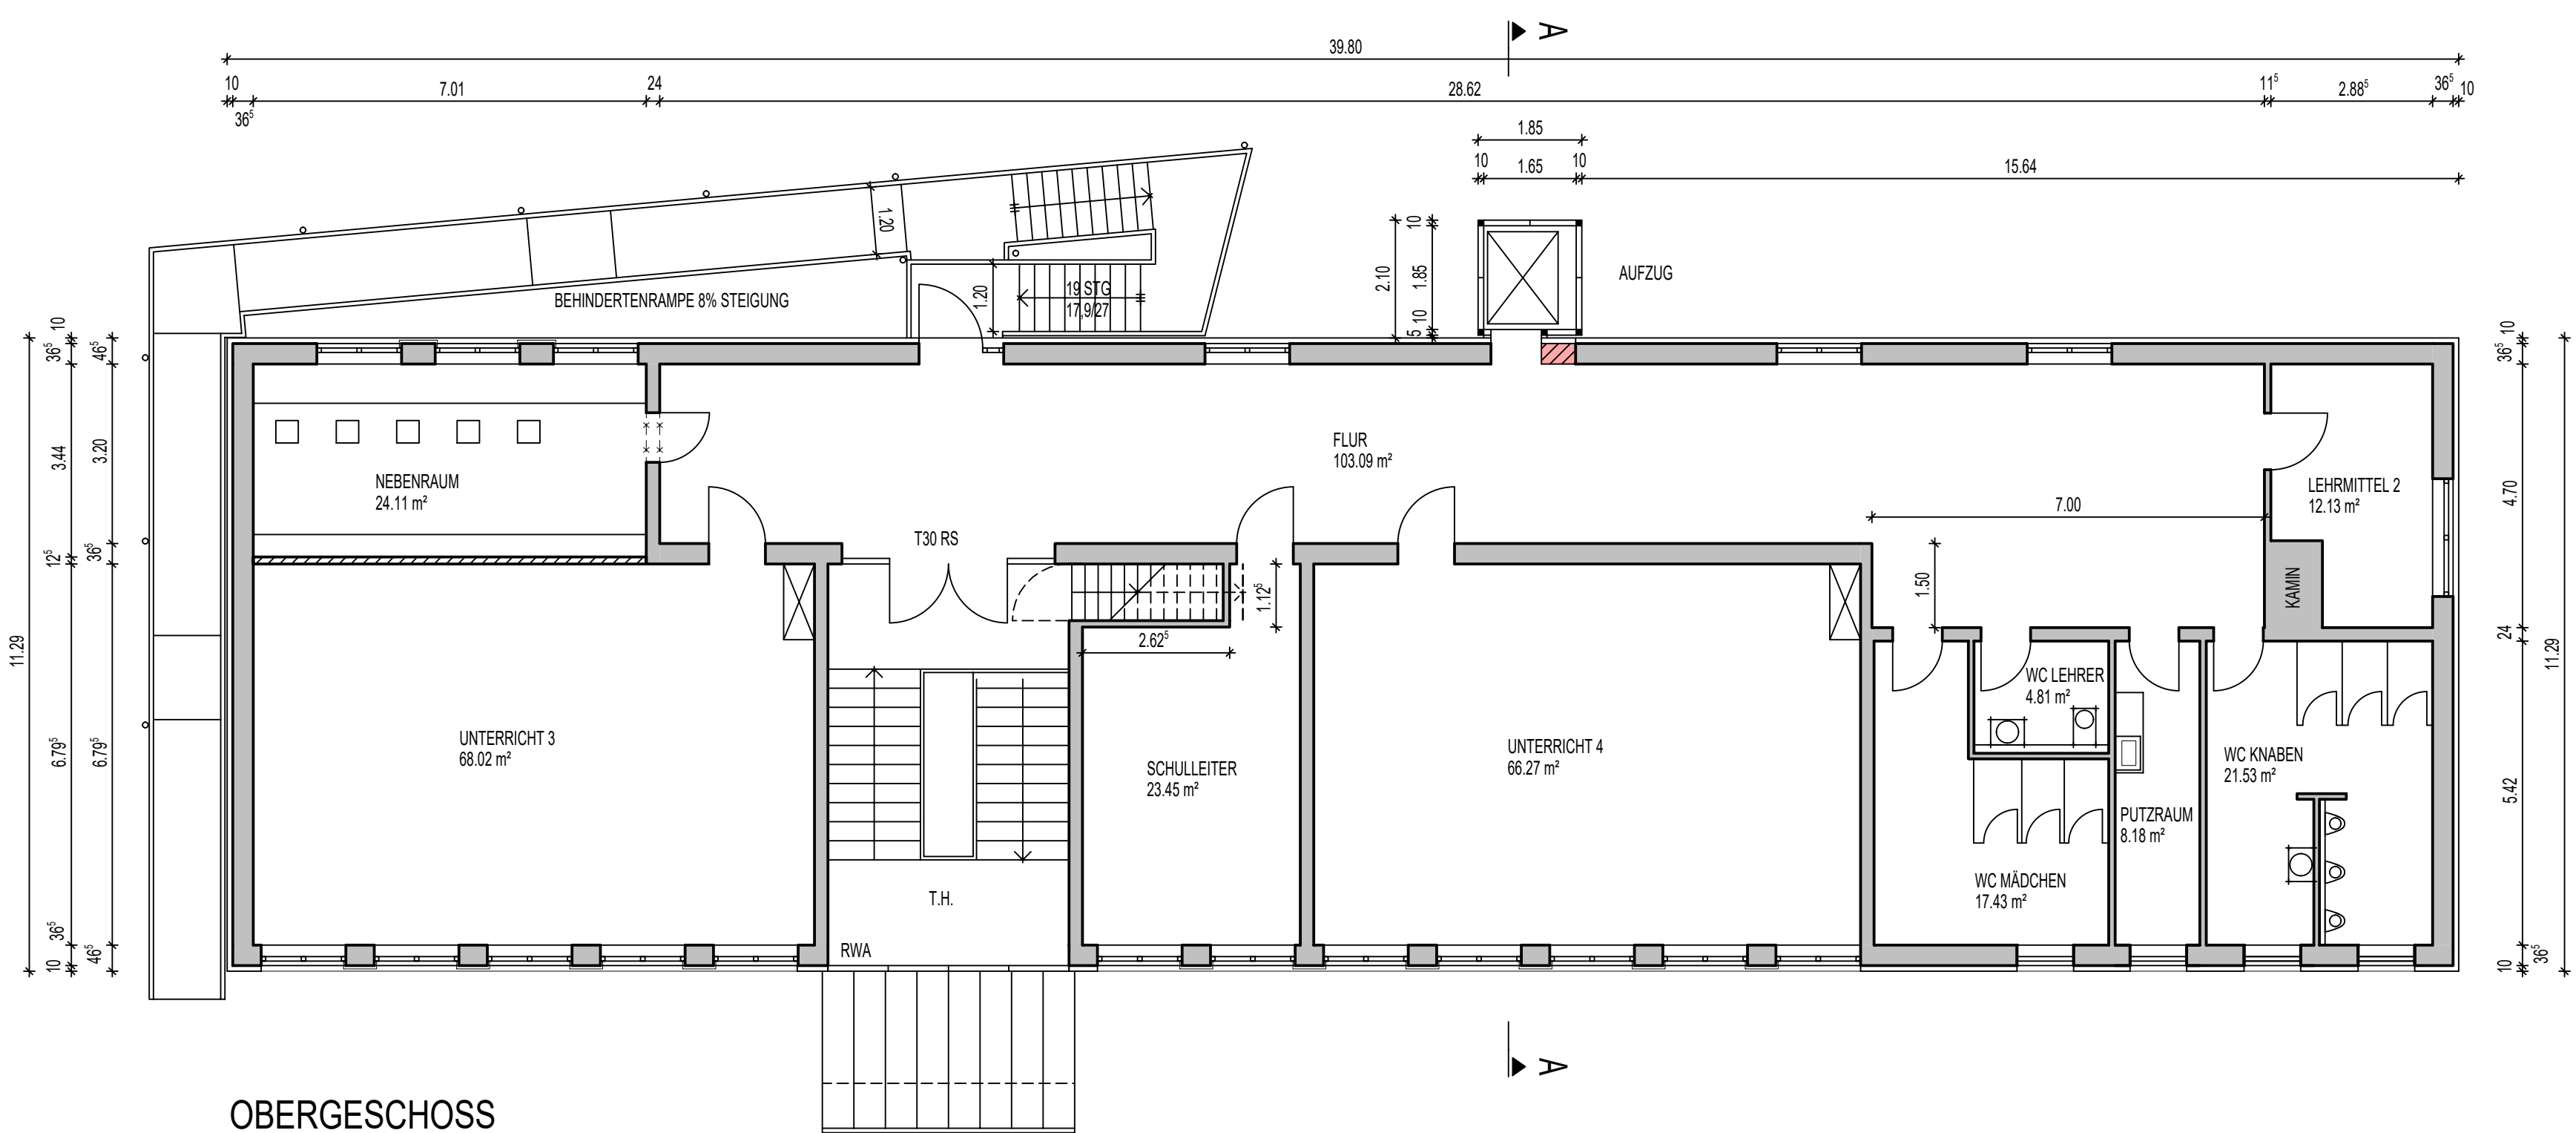 A
39.80
10
7.01
24
28.62
11⁵
2.88⁵
36⁵
10
36⁵
1.85
10
1.65
10
15.64
1.20
2.10
10
1.85
10
5
AUFZUG
BEHINDERTENRAMPE 8% STEIGUNG
1.20
19 STG
17,9/27
10
36⁵
46⁵
10
36⁵
3.44
3.20
FLUR
103.09 m²
NEBENRAUM
24.11 m²
LEHRMITTEL 2
12.13 m²
4.70
7.00
T30 RS
12⁵
36⁵
1.12⁵
1.50
KAMIN
2.62⁵
24
11.29
11.29
WC LEHRER
4.81 m²
UNTERRICHT 3
68.02 m²
UNTERRICHT 4
66.27 m²
SCHULLEITER
23.45 m²
WC KNABEN
21.53 m²
6.79⁵
6.79⁵
5.42
PUTZRAUM
8.18 m²
WC MÄDCHEN
17.43 m²
T.H.
RWA
36⁵
10
46⁵
10
36⁵
A
OBERGESCHOSS